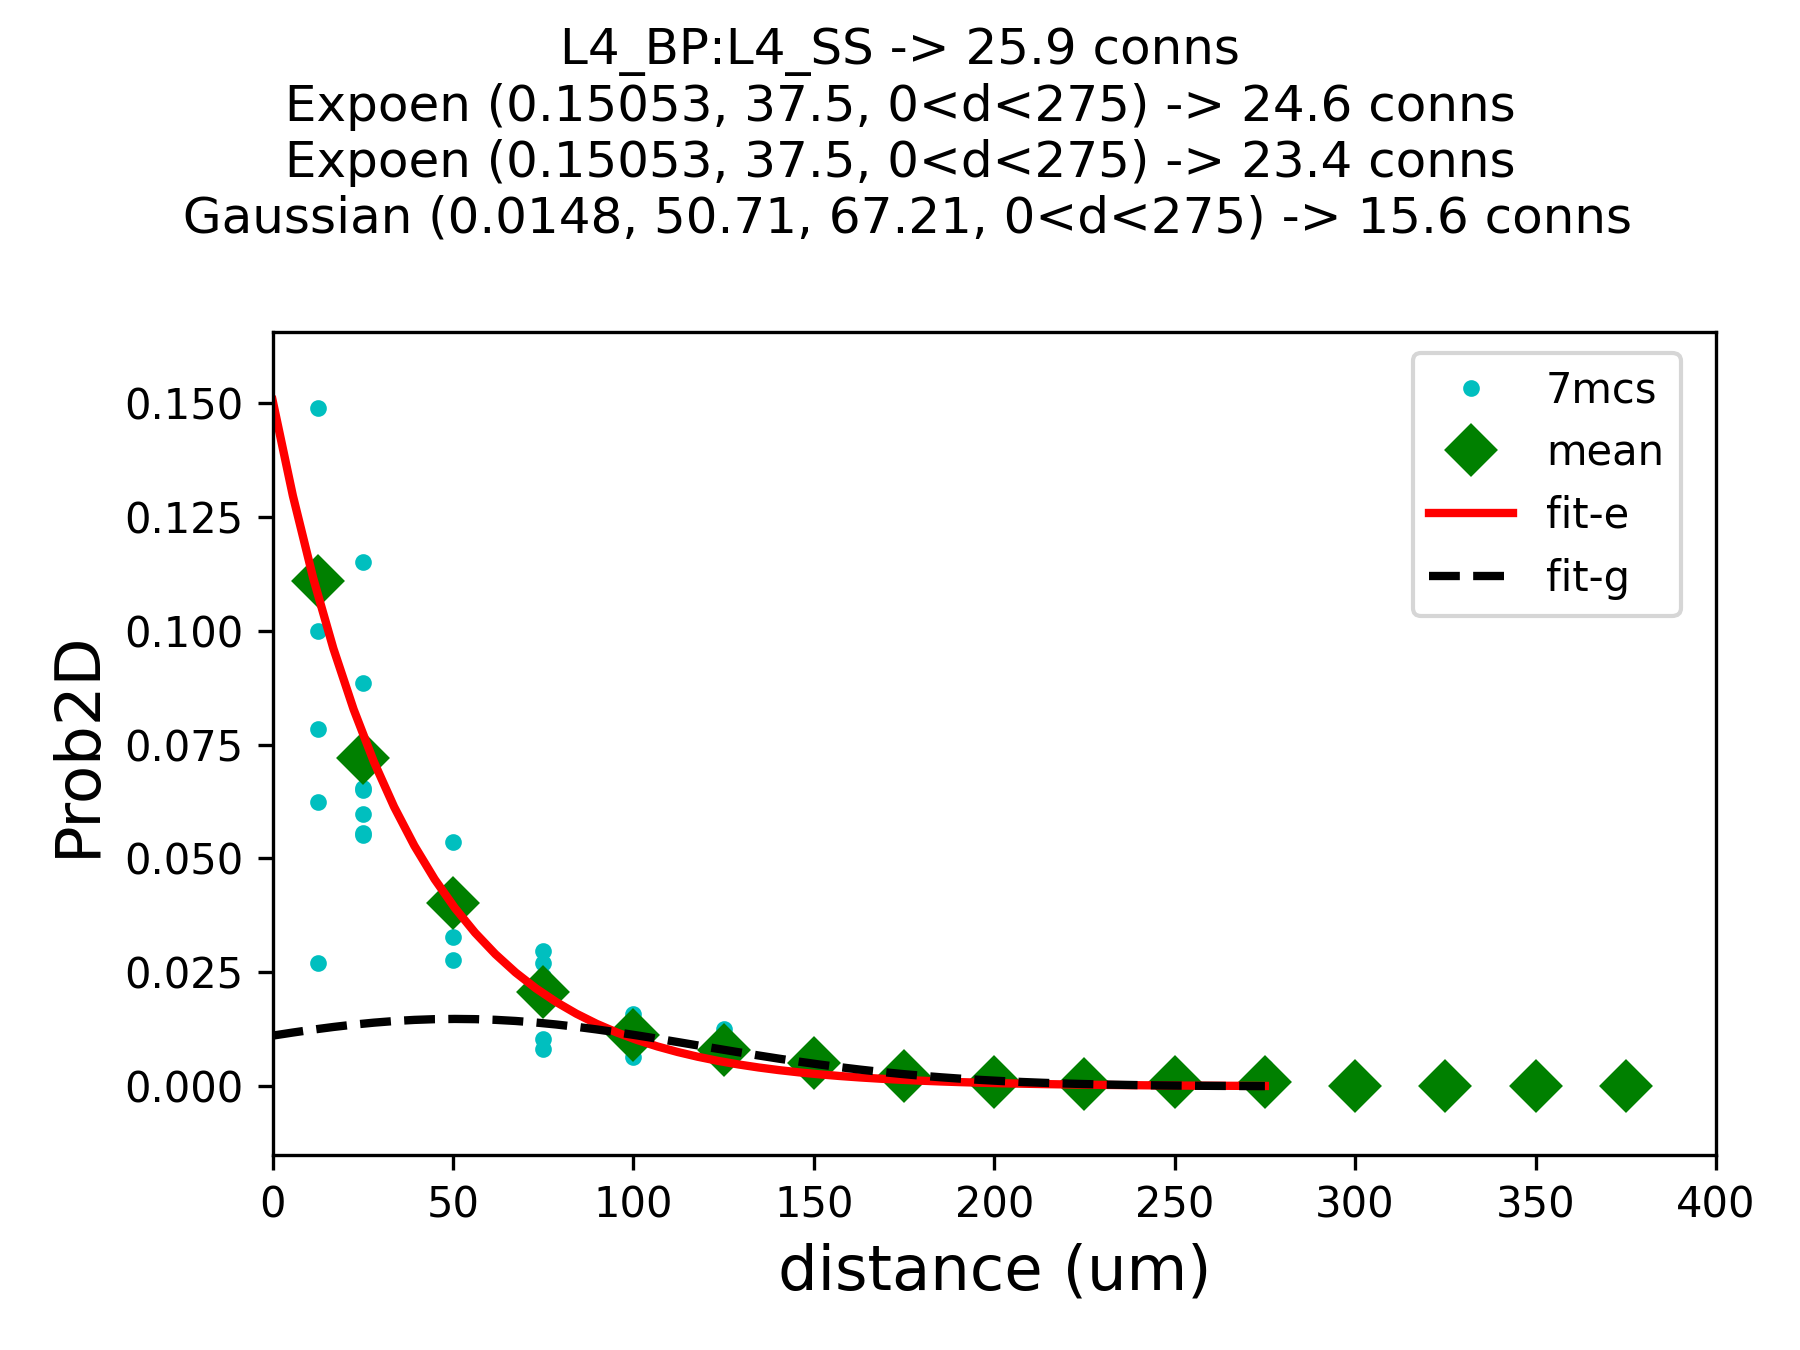 L4_BP:L4_SS -> 25.9 conns
Expoen (0.15053, 37.5, 0<d<275) -> 24.6 conns
Expoen (0.15053, 37.5, 0<d<275) -> 23.4 conns
Gaussian (0.0148, 50.71, 67.21, 0<d<275) -> 15.6 conns
7mcs
mean
fit-e
fit-g
Prob2D
0.150
0.125
0.100
0.075
0.050
0.025
0.000
0 50 100 150 200 250 300 350 400
distance (um)